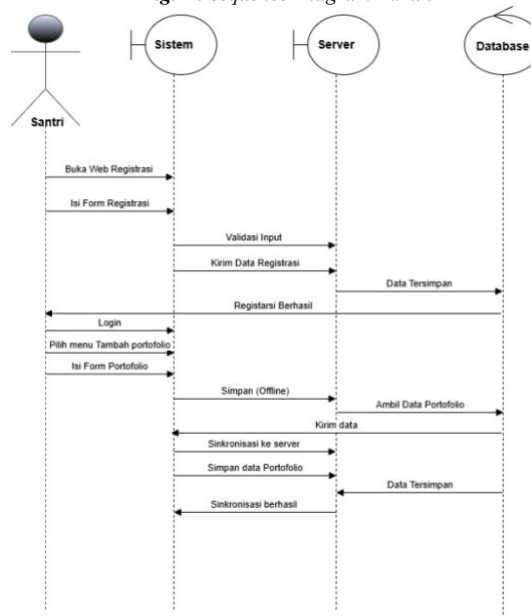 Sistem
Server
Database
Santri
Buka Web Registrasi
Isi Form Registrasi
Validasi Input
Kirim Data Registrasi
Data Tersimpan
Registarsi Berhasil
Login
Pilih menu Tambah portofolio
Isi Form Portofolio
Simpan (Offline)
Ambil Data Portofolio
Kirim data
Sinkronisasi ke server
Simpan data Portofolio
Data Tersimpan
Sinkronisasi berhasil